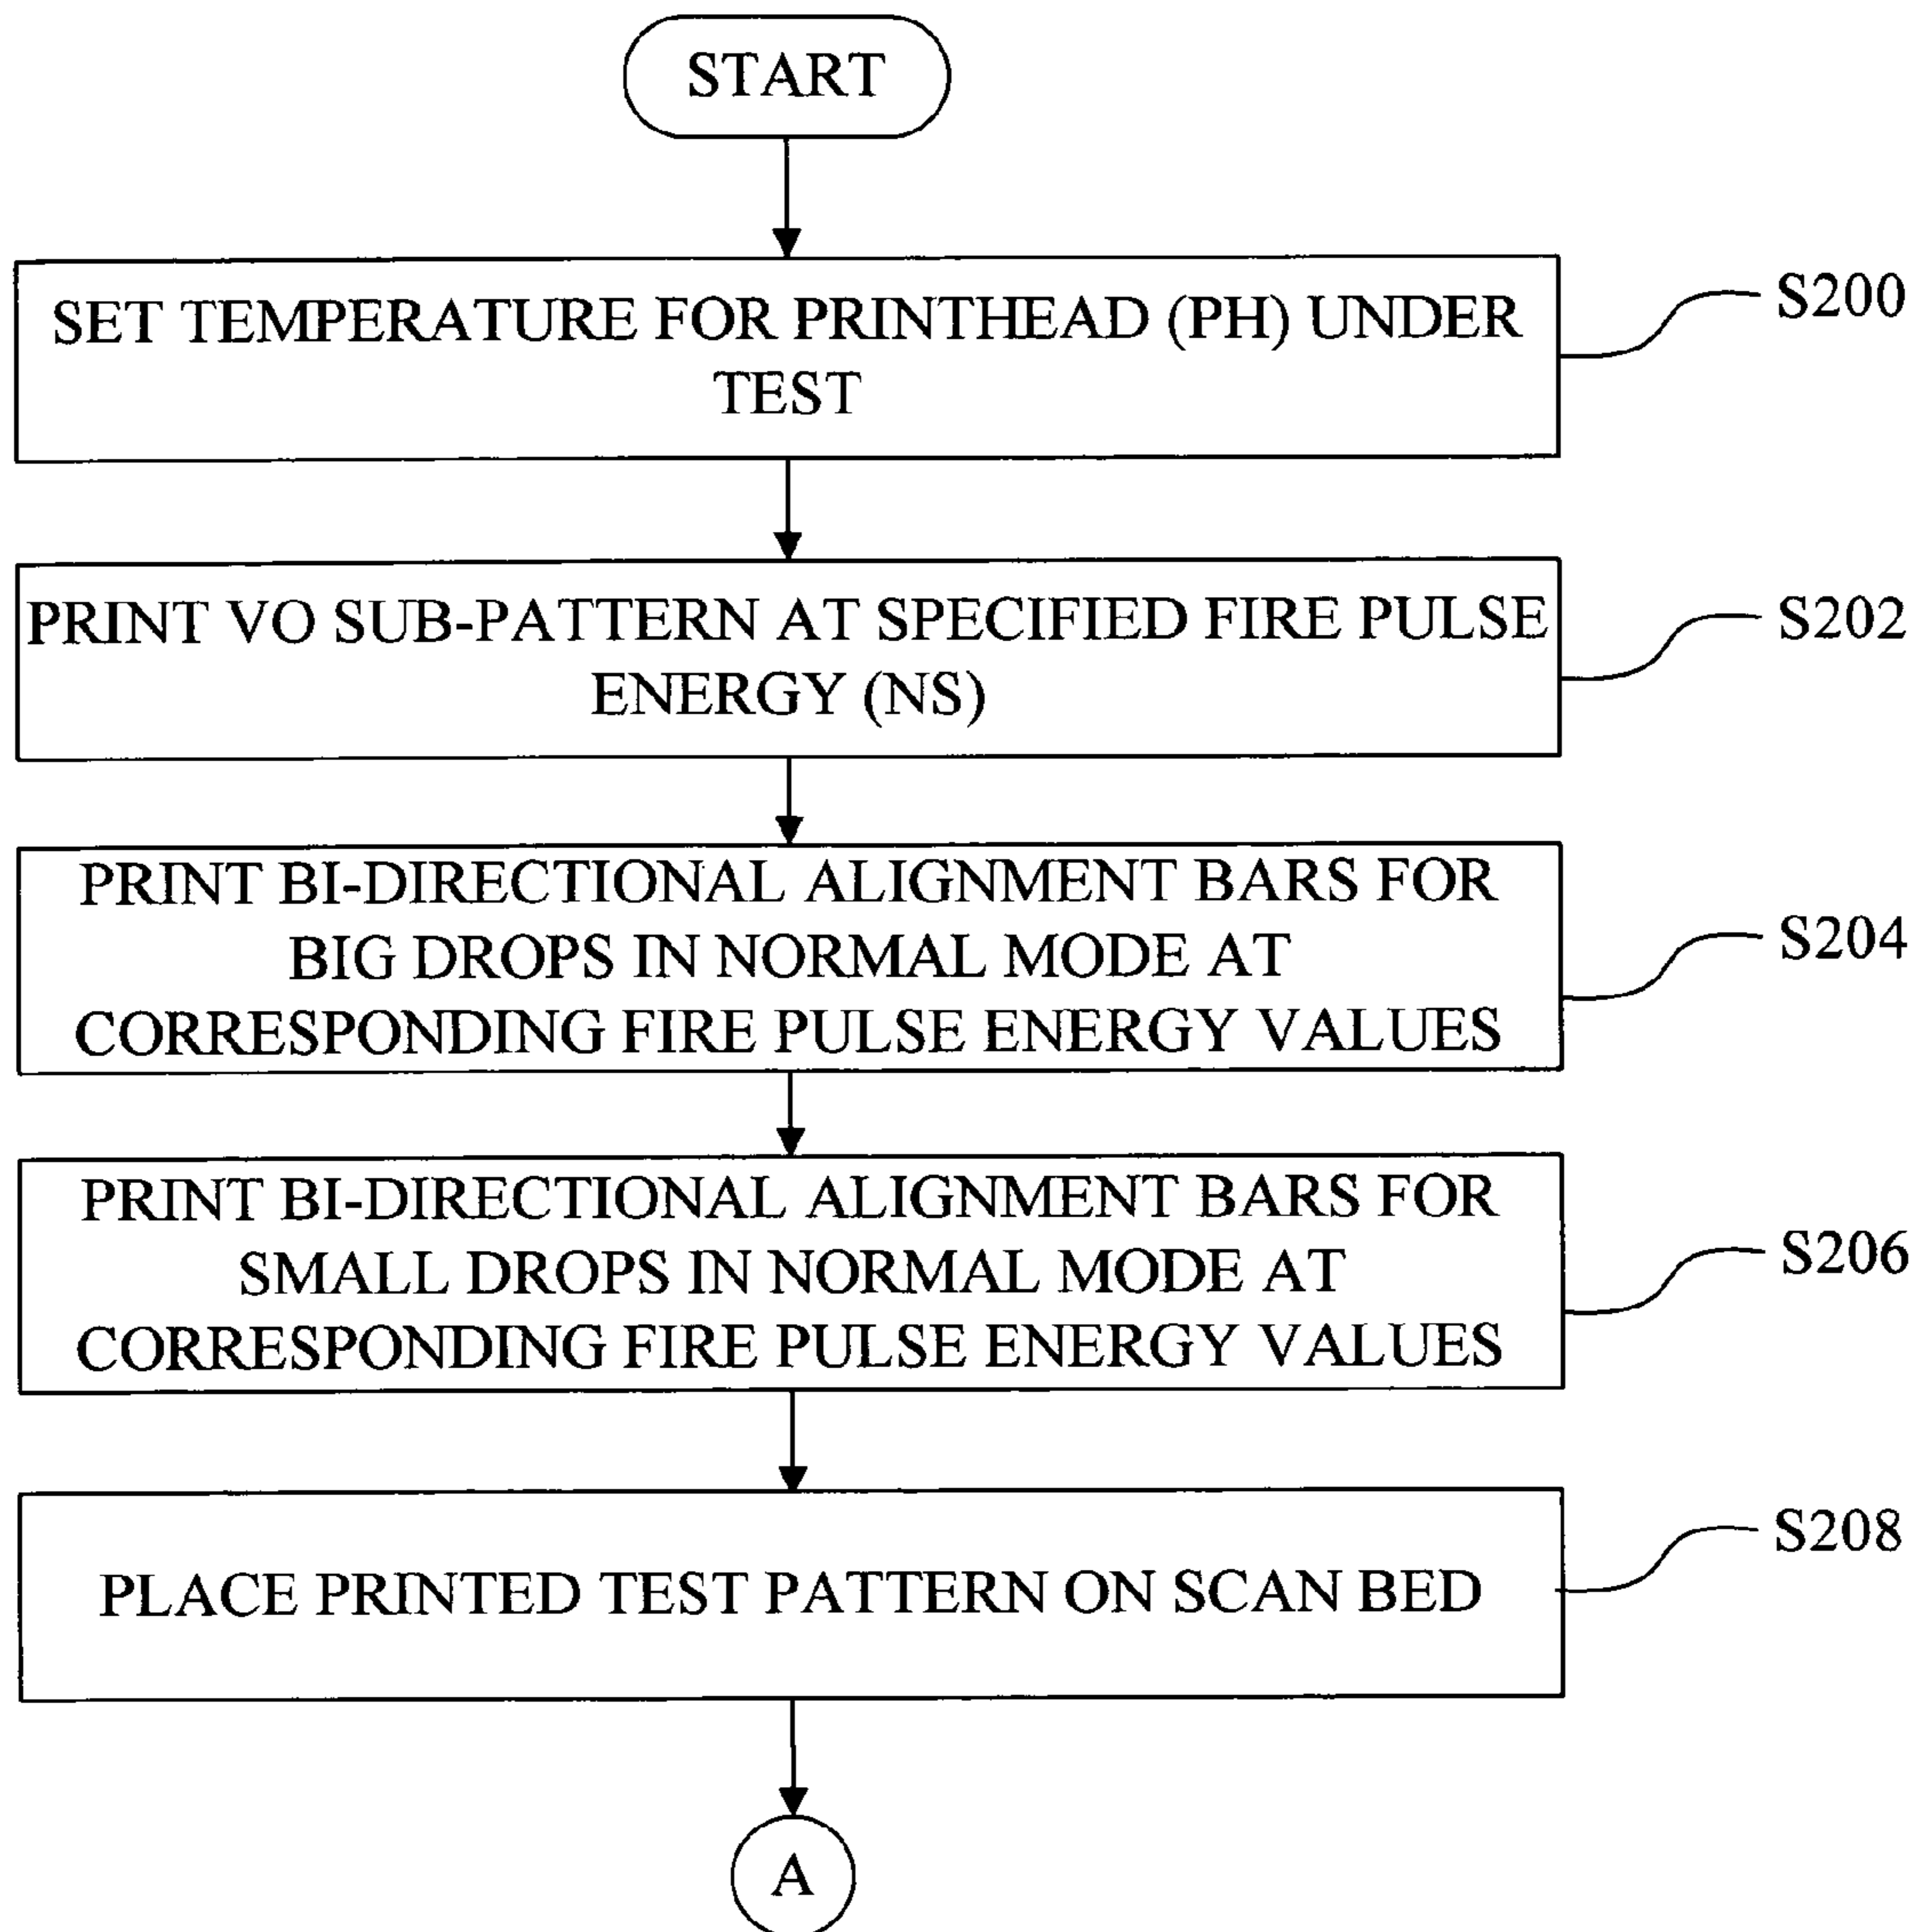 START
SET TEMPERATURE FOR PRINTHEAD (PH) UNDER
TEST
S200
PRINT VO SUB-PATTERN AT SPECIFIED FIRE PULSE
ENERGY (NS)
S202
PRINT BI-DIRECTIONAL ALIGNMENT BARS FOR
BIG DROPS IN NORMAL MODE AT
CORRESPONDING FIRE PULSE ENERGY VALUES
S204
PRINT BI-DIRECTIONAL ALIGNMENT BARS FOR
SMALL DROPS IN NORMAL MODE AT
CORRESPONDING FIRE PULSE ENERGY VALUES
S206
PLACE PRINTED TEST PATTERN ON SCAN BED
S208
A